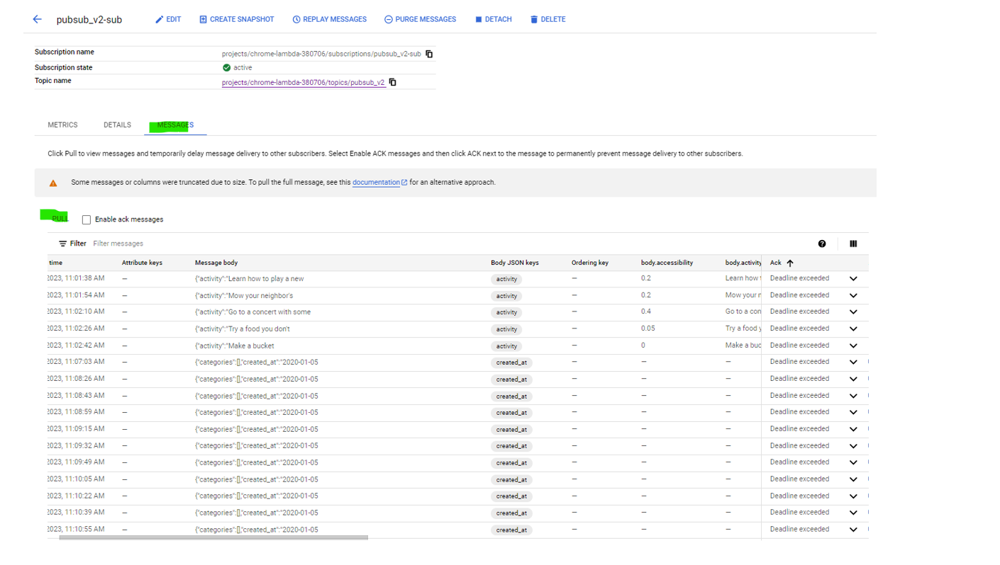 pubsub_v2-sub EDIT CREATE SNAPSHOT REPLAY MESSAGES PURGE MESSAGES DETACH DELETE
Subscription name projects/chrome-lambda-380706/subscriptions/pubsub_v2-sub
Subscription state active
Topic name projects/chrome-lambda-380706/topics/pubsub_v2
METRICS DETAILS MESSAGES
Click Pull to view messages and temporarily delay message delivery to other subscribers. Select Enable ACK messages and then click ACK next to the message to permanently prevent message delivery to other subscribers.
Some messages or columns were truncated due to size. To pull the full message, see this documentation for an alternative approach.
PULL Enable ack messages
Filter Filter messages
time Attribute keys Message body Body JSON keys Ordering key body.accessibility body.activity Ack
2023, 11:01:38 AM — {"activity":"Learn how to play a new activity — 0.2 Learn how t Deadline exceeded
2023, 11:01:54 AM — {"activity":"Mow your neighbor's activity — 0.2 Mow your n Deadline exceeded
2023, 11:02:10 AM — {"activity":"Go to a concert with some activity — 0.4 Go to a con Deadline exceeded
2023, 11:02:26 AM — {"activity":"Try a food you don't activity — 0.05 Try a food y Deadline exceeded
2023, 11:02:42 AM — {"activity":"Make a bucket activity — 0 Make a buc Deadline exceeded
2023, 11:07:03 AM — {"categories":[],"created_at":"2020-01-05 created_at — — — Deadline exceeded
2023, 11:08:26 AM — {"categories":[],"created_at":"2020-01-05 created_at — — — Deadline exceeded
2023, 11:08:43 AM — {"categories":[],"created_at":"2020-01-05 created_at — — — Deadline exceeded
2023, 11:08:59 AM — {"categories":[],"created_at":"2020-01-05 created_at — — — Deadline exceeded
2023, 11:09:15 AM — {"categories":[],"created_at":"2020-01-05 created_at — — — Deadline exceeded
2023, 11:09:32 AM — {"categories":[],"created_at":"2020-01-05 created_at — — — Deadline exceeded
2023, 11:09:49 AM — {"categories":[],"created_at":"2020-01-05 created_at — — — Deadline exceeded
2023, 11:10:05 AM — {"categories":[],"created_at":"2020-01-05 created_at — — — Deadline exceeded
2023, 11:10:22 AM — {"categories":[],"created_at":"2020-01-05 created_at — — — Deadline exceeded
2023, 11:10:39 AM — {"categories":[],"created_at":"2020-01-05 created_at — — — Deadline exceeded
2023, 11:10:55 AM — {"categories":[],"created_at":"2020-01-05 created_at — — — Deadline exceeded